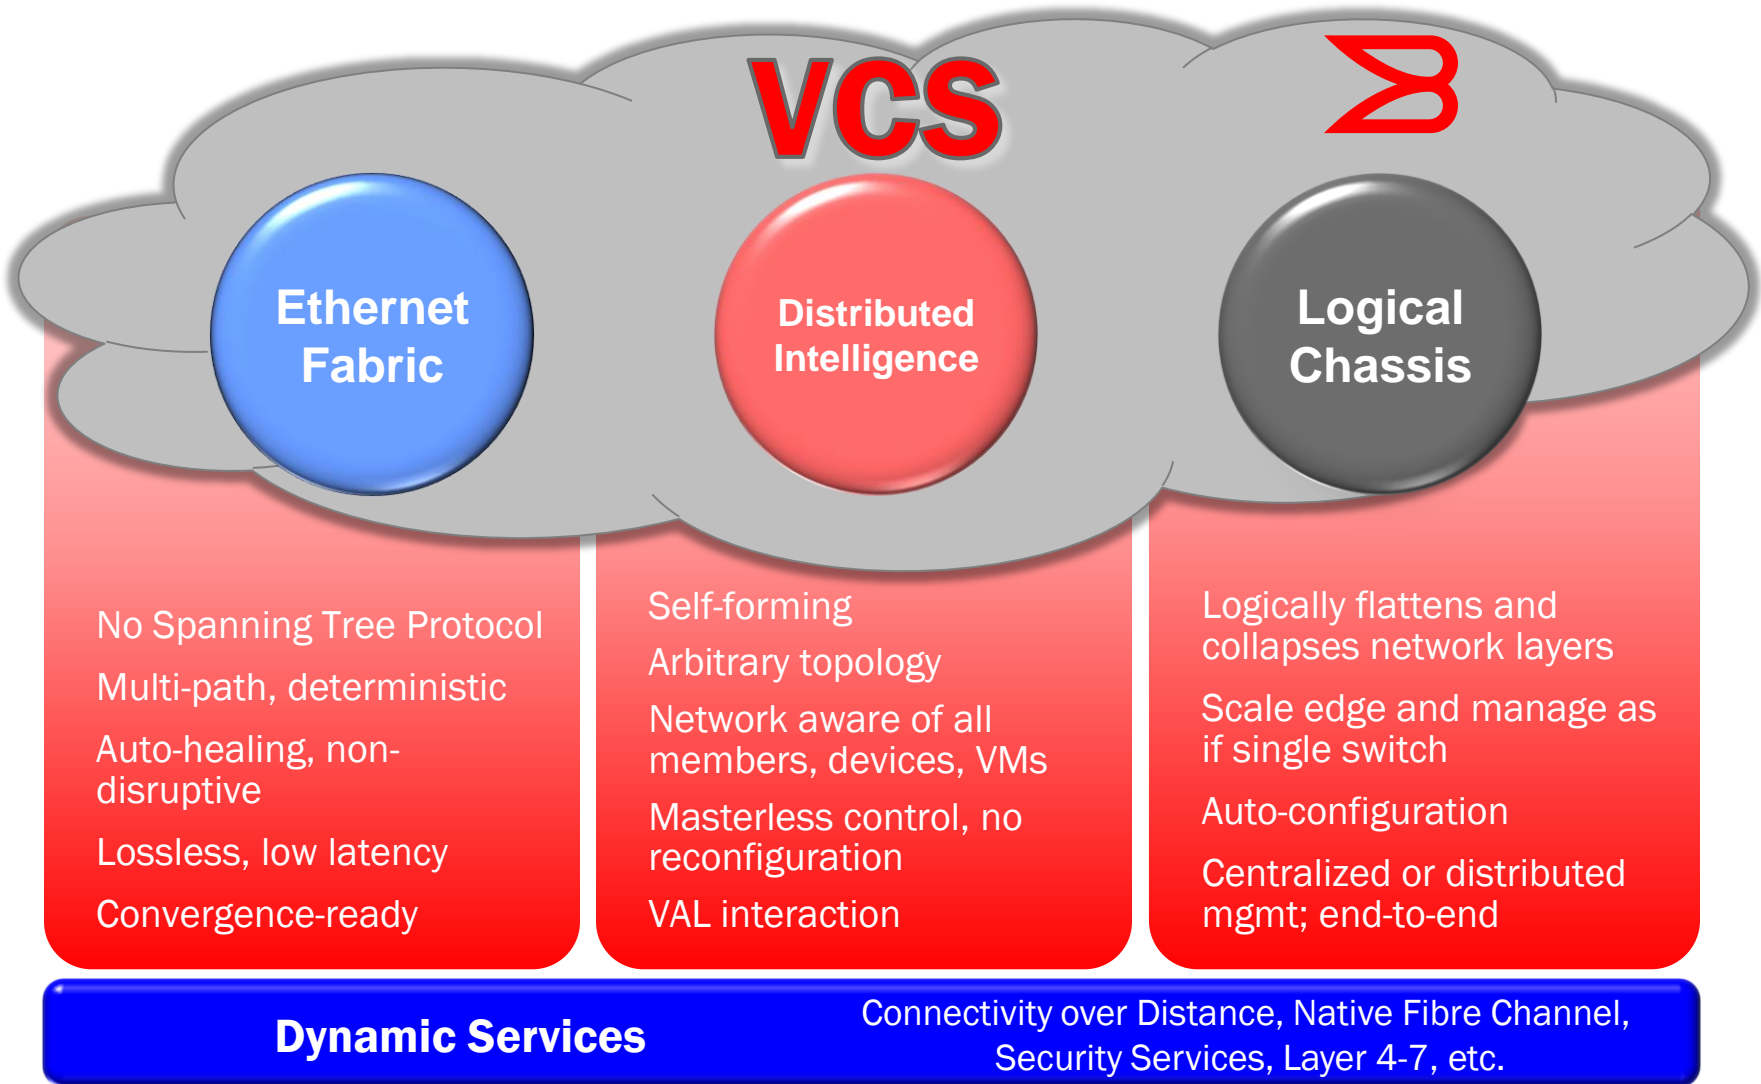 VCS
Ethernet
Fabric
Distributed
Intelligence
Logical
Chassis
No Spanning Tree Protocol
Multi-path, deterministic
Auto-healing, non-
disruptive
Lossless, low latency
Convergence-ready
Self-forming
Arbitrary topology
Network aware of all
members, devices, VMs
Masterless control, no
reconfiguration
VAL interaction
Logically flattens and
collapses network layers
Scale edge and manage as
if single switch
Auto-configuration
Centralized or distributed
mgmt; end-to-end
Dynamic Services
Connectivity over Distance, Native Fibre Channel,
Security Services, Layer 4-7, etc.